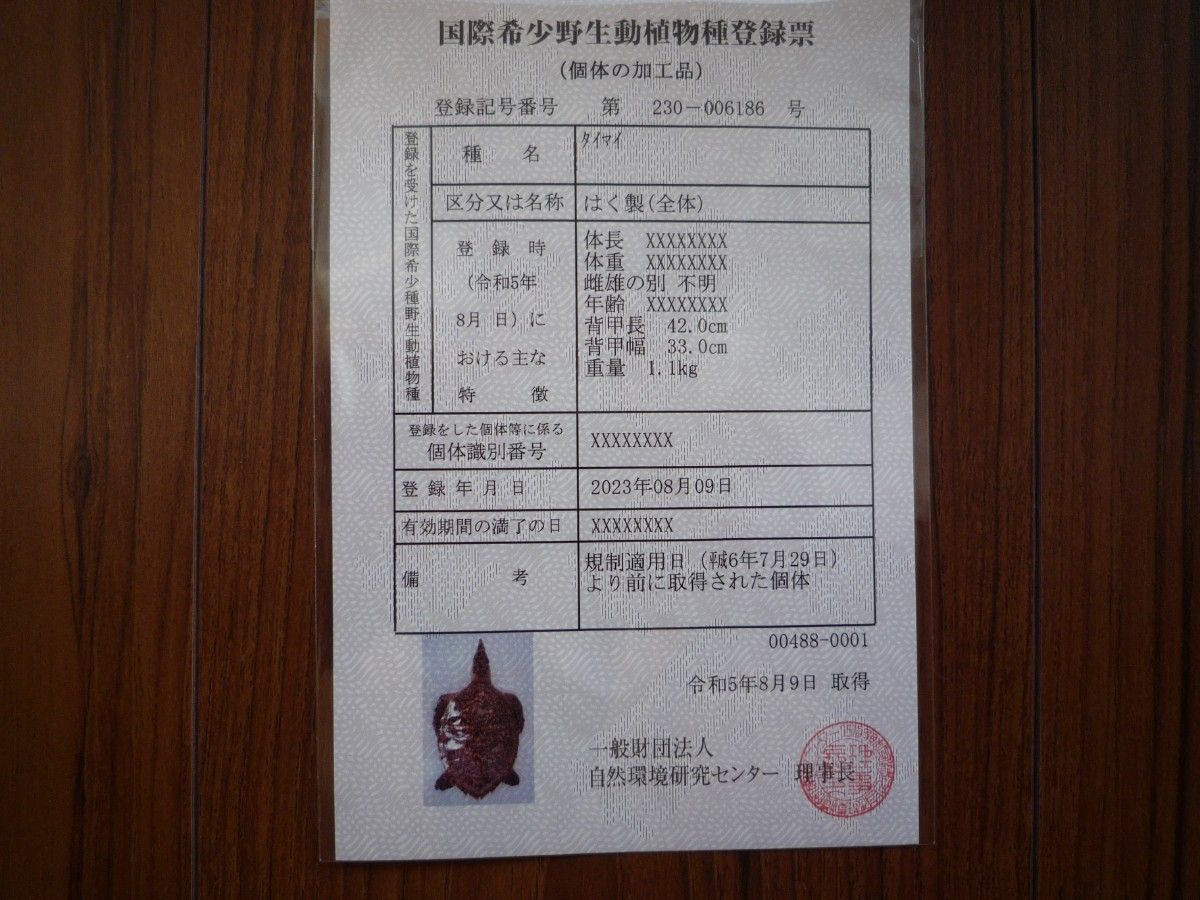 国際希少野生動植物種登録票
(個体の加工品)
登録記号番号 第 230-006186 号
登録を受けた国際希少種野生動植物種
種 名 タイマイ
区分又は名称 はく製(全体)
登 録 時
(令和5年
8月 日)に
おける主な
特 徴
体長 XXXXXXXX
体重 XXXXXXXX
雌雄の別 不明
年齢 XXXXXXXX
背甲長 42.0cm
背甲幅 33.0cm
重量 1.1kg
登録をした個体等に係る
個体識別番号 XXXXXXXX
登 録 年 月 日 2023年08月09日
有効期間の満了の日 XXXXXXXX
備 考
規制適用日(平成6年7月29日)
より前に取得された個体
00488-0001
令和5年8月9日 取得
一般財団法人
自然環境研究センター 理事長